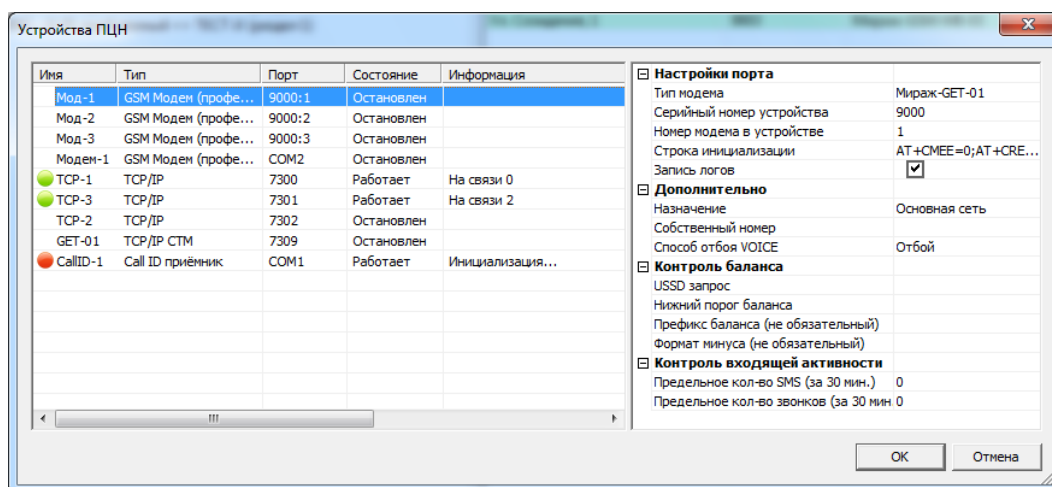 Устройства ПЦН
Имя Тип Порт Состояние Информация
Мод-1 GSM Модем (профе... 9000:1 Остановлен
Мод-2 GSM Модем (профе... 9000:2 Остановлен
Мод-3 GSM Модем (профе... 9000:3 Остановлен
Модем-1 GSM Модем (профе... COM2 Остановлен
TCP-1 TCP/IP 7300 Работает На связи 0
TCP-3 TCP/IP 7301 Работает На связи 2
TCP-2 TCP/IP 7302 Остановлен
GET-01 TCP/IP CTM 7309 Остановлен
CallID-1 Call ID приёмник COM1 Работает Инициализация...
Настройки порта
Тип модема Мираж-GET-01
Серийный номер устройства 9000
Номер модема в устройстве 1
Строка инициализации AT+CMEE=0;AT+CRE...
Запись логов
Дополнительно
Назначение Основная сеть
Собственный номер
Способ отбоя VOICE Отбой
Контроль баланса
USSD запрос
Нижний порог баланса
Префикс баланса (не обязательный)
Формат минуса (не обязательный)
Контроль входящей активности
Предельное кол-во SMS (за 30 мин.) 0
Предельное кол-во звонков (за 30 мин. 0
OK Отмена